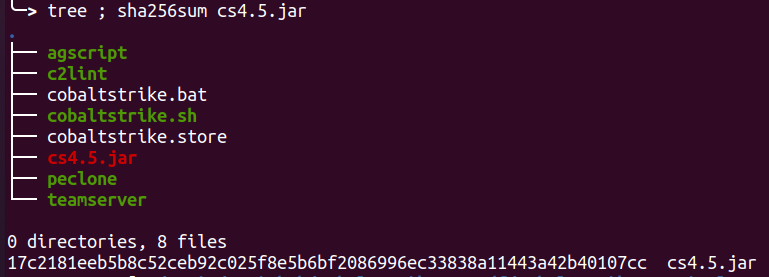 ╰─> tree ; sha256sum cs4.5.jar
.
├── agscript
├── c2lint
├── cobaltstrike.bat
├── cobaltstrike.sh
├── cobaltstrike.store
├── cs4.5.jar
├── peclone
└── teamserver
0 directories, 8 files
17c2181eeb5b8c52ceb92c025f8e5b6bf2086996ec33838a11443a42b40107cc  cs4.5.jar